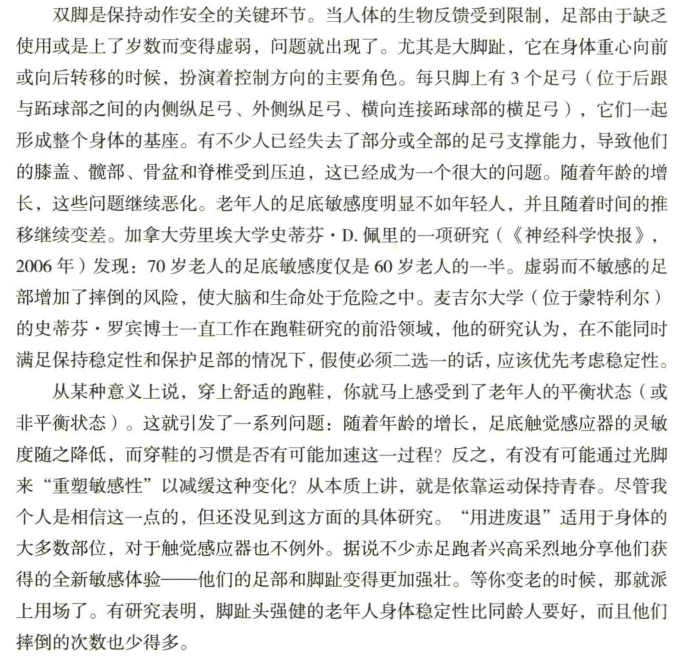 双脚是保持动作安全的关键环节。当人体的生物反馈受到限制，足部由于缺乏
使用或是上了岁数而变得虚弱，问题就出现了。尤其是大脚趾，它在身体重心向前
或向后转移的时候，扮演着控制方向的主要角色。每只脚上有 3 个足弓（位于后跟
与跖球部之间的内侧纵足弓、外侧纵足弓、横向连接跖球部的横足弓），它们一起
形成整个身体的基座。有不少人已经失去了部分或全部的足弓支撑能力，导致他们
的膝盖、髋部、骨盆和脊椎受到压迫，这已经成为一个很大的问题。随着年龄的增
长，这些问题继续恶化。老年人的足底敏感度明显不如年轻人，并且随着时间的推
移继续变差。加拿大劳里埃大学史蒂芬·D. 佩里的一项研究（《神经科学快报》，
2006 年）发现：70 岁老人的足底敏感度仅是 60 岁老人的一半。虚弱而不敏感的足
部增加了摔倒的风险，使大脑和生命处于危险之中。麦吉尔大学（位于蒙特利尔）
的史蒂芬·罗宾博士一直工作在跑鞋研究的前沿领域，他的研究认为，在不能同时
满足保持稳定性和保护足部的情况下，假使必须二选一的话，应该优先考虑稳定性。
从某种意义上说，穿上舒适的跑鞋，你就马上感受到了老年人的平衡状态（或
非平衡状态）。这就引发了一系列问题：随着年龄的增长，足底触觉感应器的灵敏
度随之降低，而穿鞋的习惯是否有可能加速这一过程？反之，有没有可能通过光脚
来“重塑敏感性”以减缓这种变化？从本质上讲，就是依靠运动保持青春。尽管我
个人是相信这一点的，但还没见到这方面的具体研究。“用进废退”适用于身体的
大多数部位，对于触觉感应器也不例外。据说不少赤足跑者兴高采烈地分享他们获
得的全新敏感体验——他们的足部和脚趾变得更加强壮。等你变老的时候，那就派
上用场了。有研究表明，脚趾头强健的老年人身体稳定性比同龄人要好，而且他们
摔倒的次数也少得多。